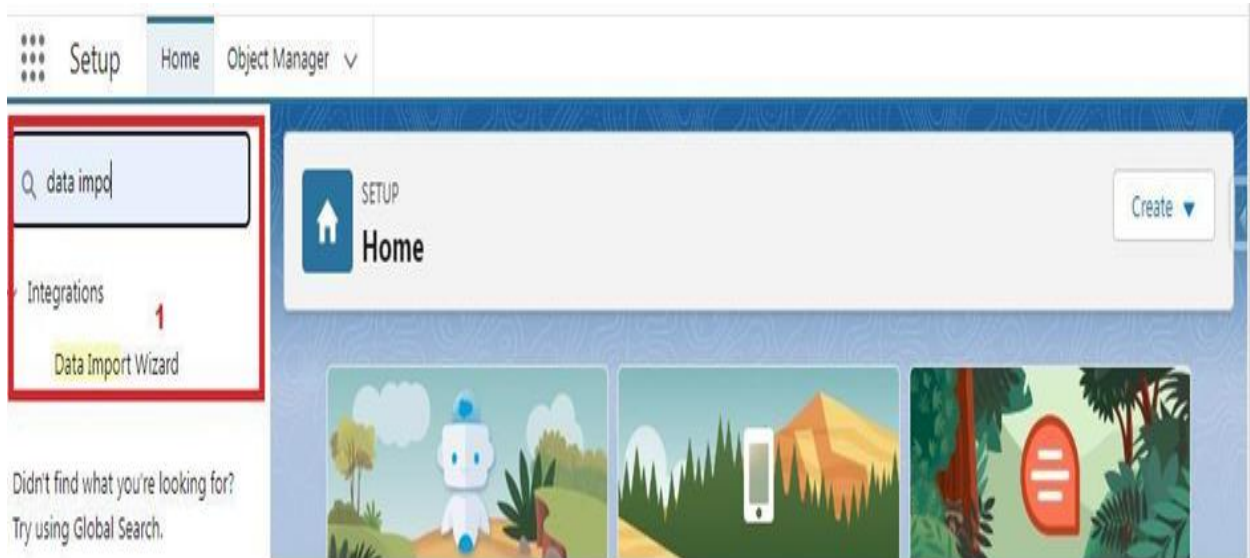 Setup
Home
Object Manager
data impo
Integrations
1
Data Import Wizard
Didn't find what you're looking for?
Try using Global Search.
SETUP
Home
Create